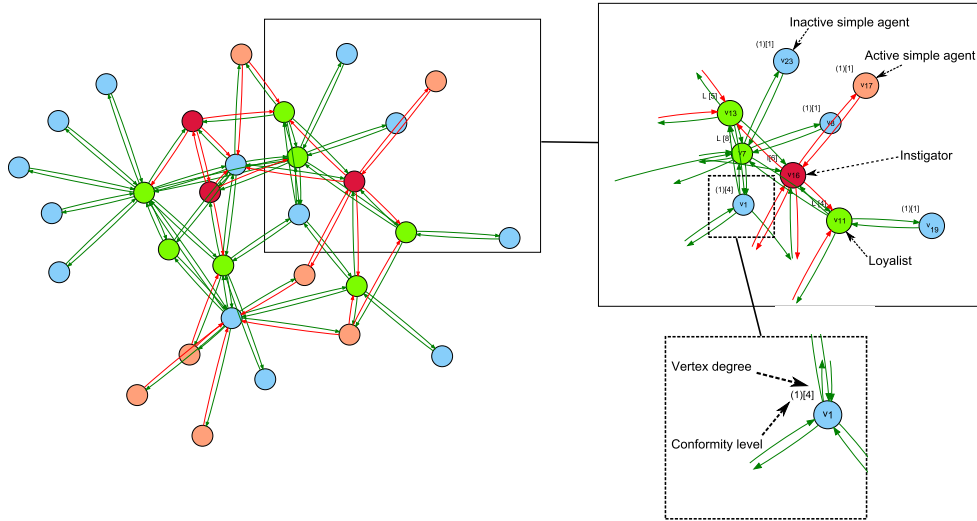 Inactive simple agent
(1)[1]
v23
Active simple agent
(1)[1]
v17
L [5]
v13
(1)[1]
v8
L [8]
v7
I[6]
v16
Instigator
(1)[4]
v1
L [4]
v11
(1)[1]
v19
Loyalist
Vertex degree
(1)[4]
v1
Conformity level